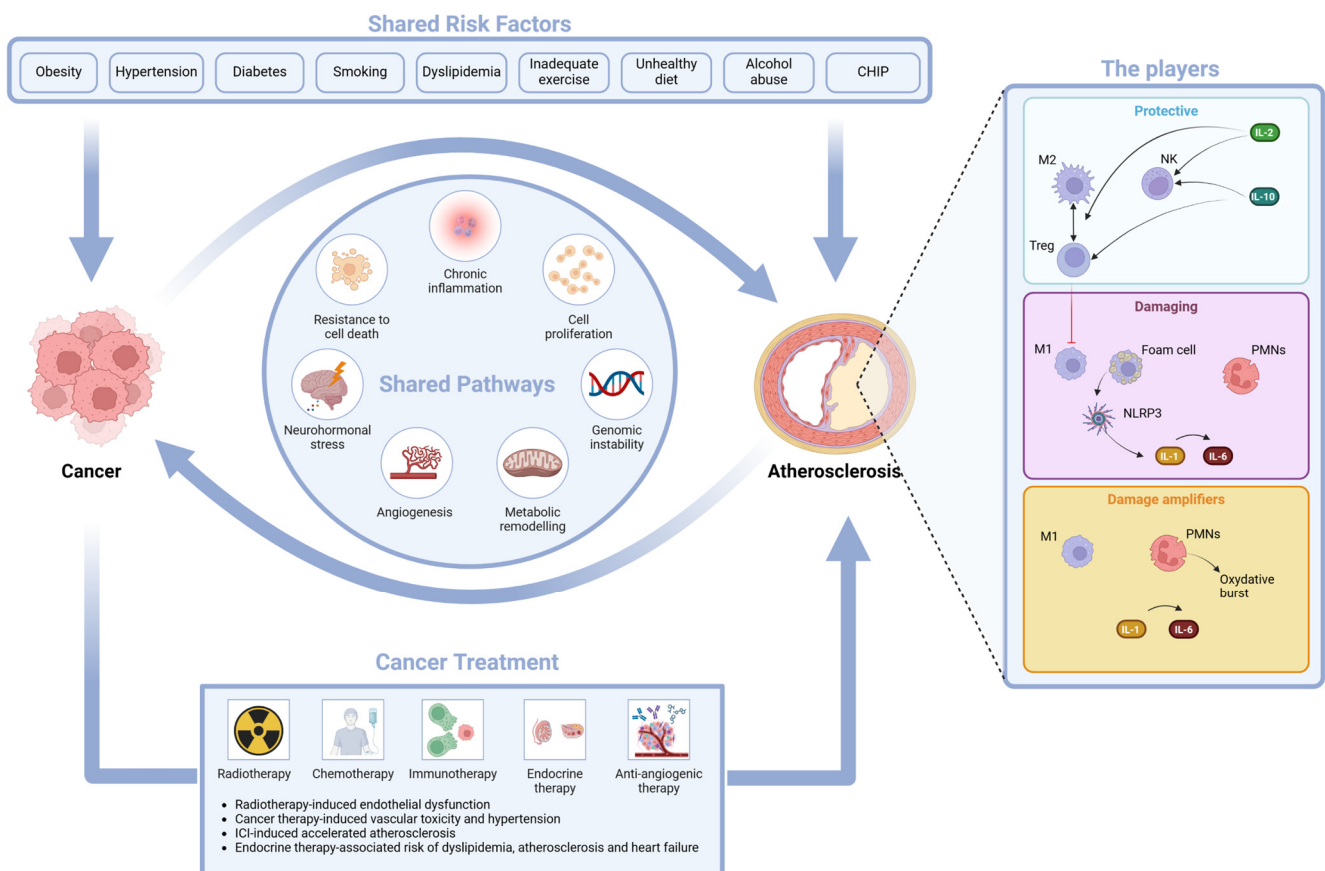 Shared Risk Factors
Obesity
Hypertension
Diabetes
Smoking
Dyslipidemia
Inadequate
exercise
Unhealthy
diet
Alcohol
abuse
CHIP
Chronic
inflammation
Resistance to
cell death
Cell
proliferation
Shared Pathways
Neurohormonal
stress
Genomic
instability
Angiogenesis
Metabolic
remodelling
Cancer
Atherosclerosis
Cancer Treatment
Radiotherapy
Chemotherapy
Immunotherapy
Endocrine
therapy
Anti-angiogenic
therapy
• Radiotherapy-induced endothelial dysfunction
• Cancer therapy-induced vascular toxicity and hypertension
• ICI-induced accelerated atherosclerosis
• Endocrine therapy-associated risk of dyslipidemia, atherosclerosis and heart failure
The players
Protective
IL-2
M2
NK
IL-10
Treg
Damaging
M1
Foam cell
PMNs
NLRP3
IL-1
IL-6
Damage amplifiers
M1
PMNs
Oxydative
burst
IL-1
IL-6